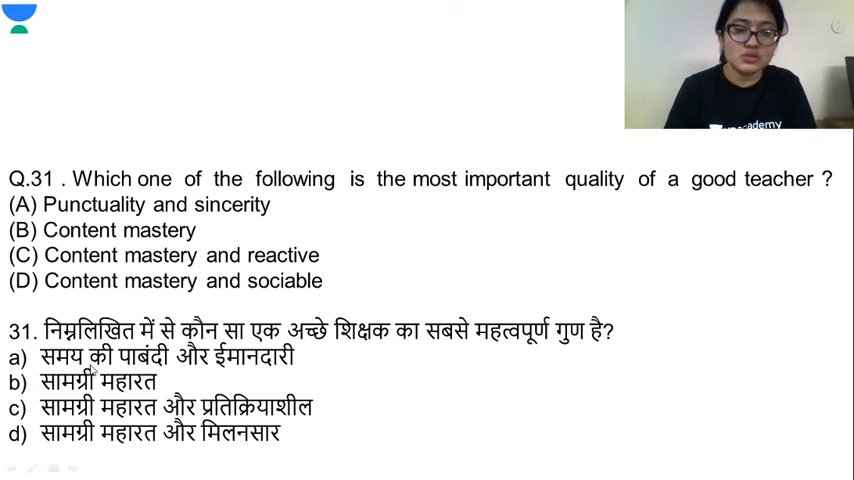 Q.31 . Which one of the following is the most important quality of a good teacher ?
(A) Punctuality and sincerity
(B) Content mastery
(C) Content mastery and reactive
(D) Content mastery and sociable
31. निम्नलिखित में से कौन सा एक अच्छे शिक्षक का सबसे महत्वपूर्ण गुण है?
a) समय की पाबंदी और ईमानदारी
b) सामग्री महारत
c) सामग्री महारत और प्रतिक्रियाशील
d) सामग्री महारत और मिलनसार